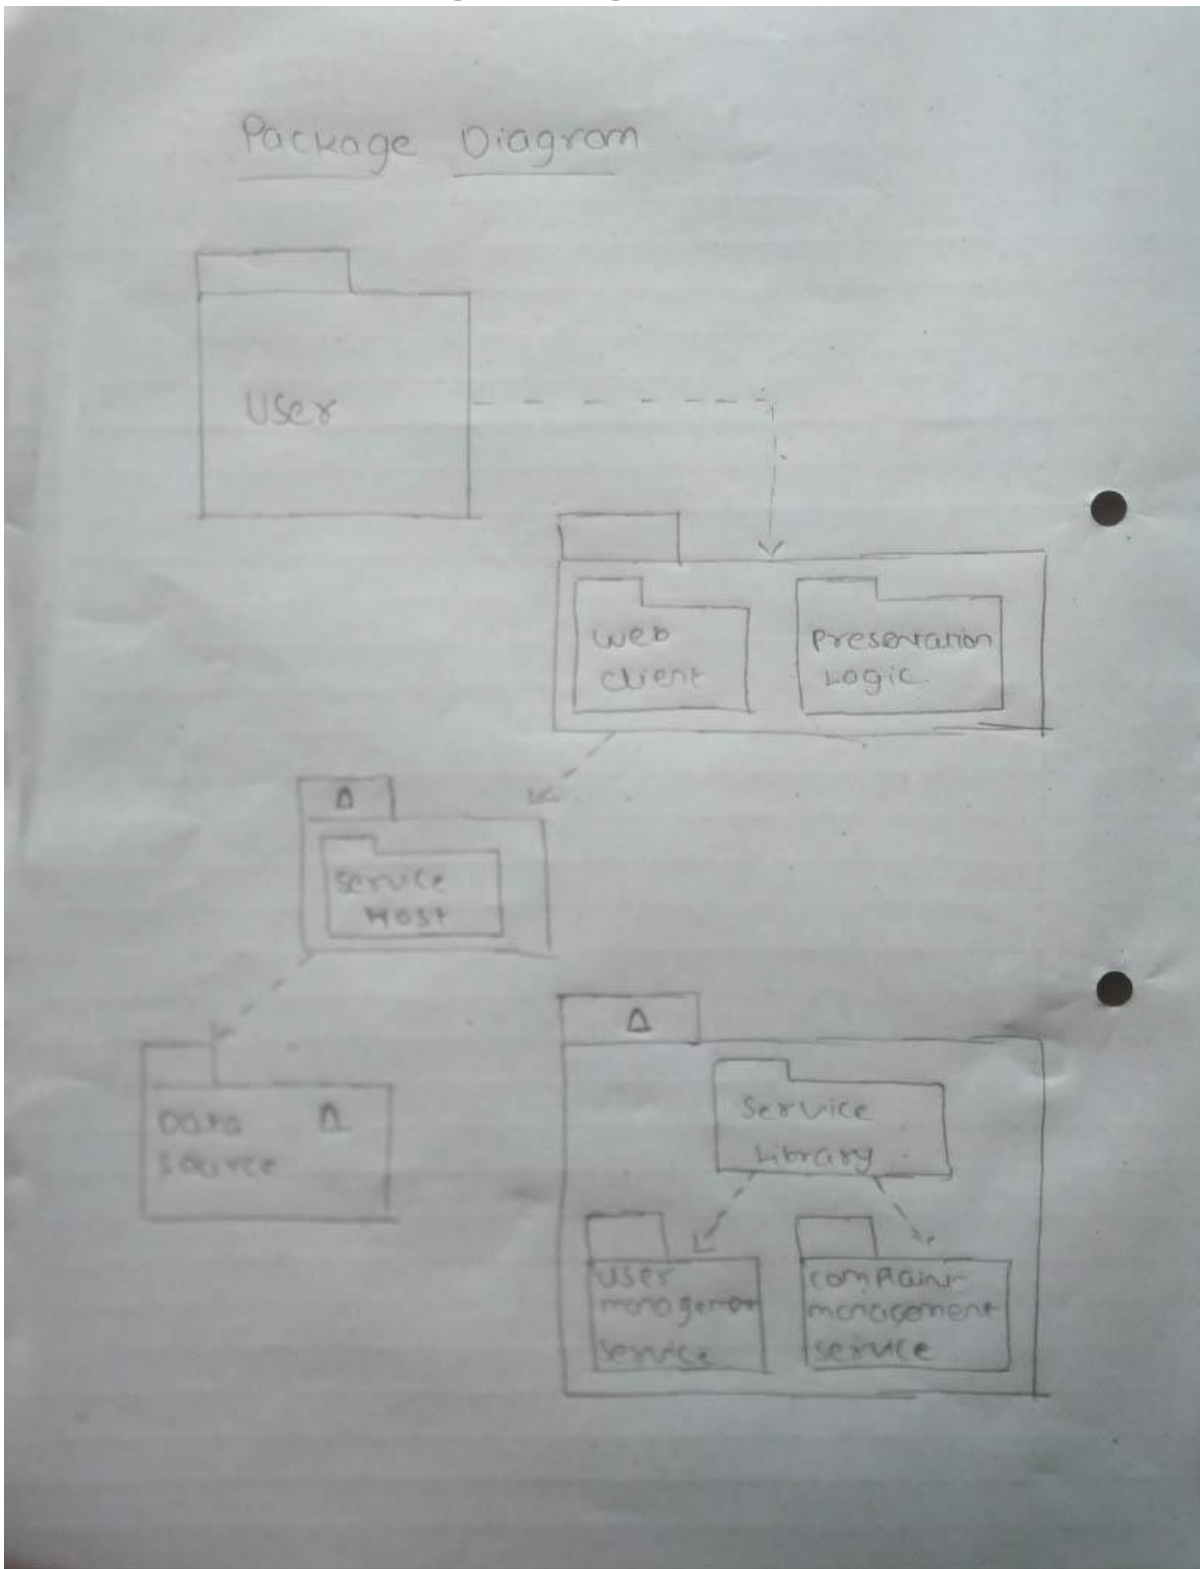 Package Diagram
User
Web
client
Presentation
Logic.
Service
Host
Data
Source
Service
Library
User
management
service
complaint
management
service